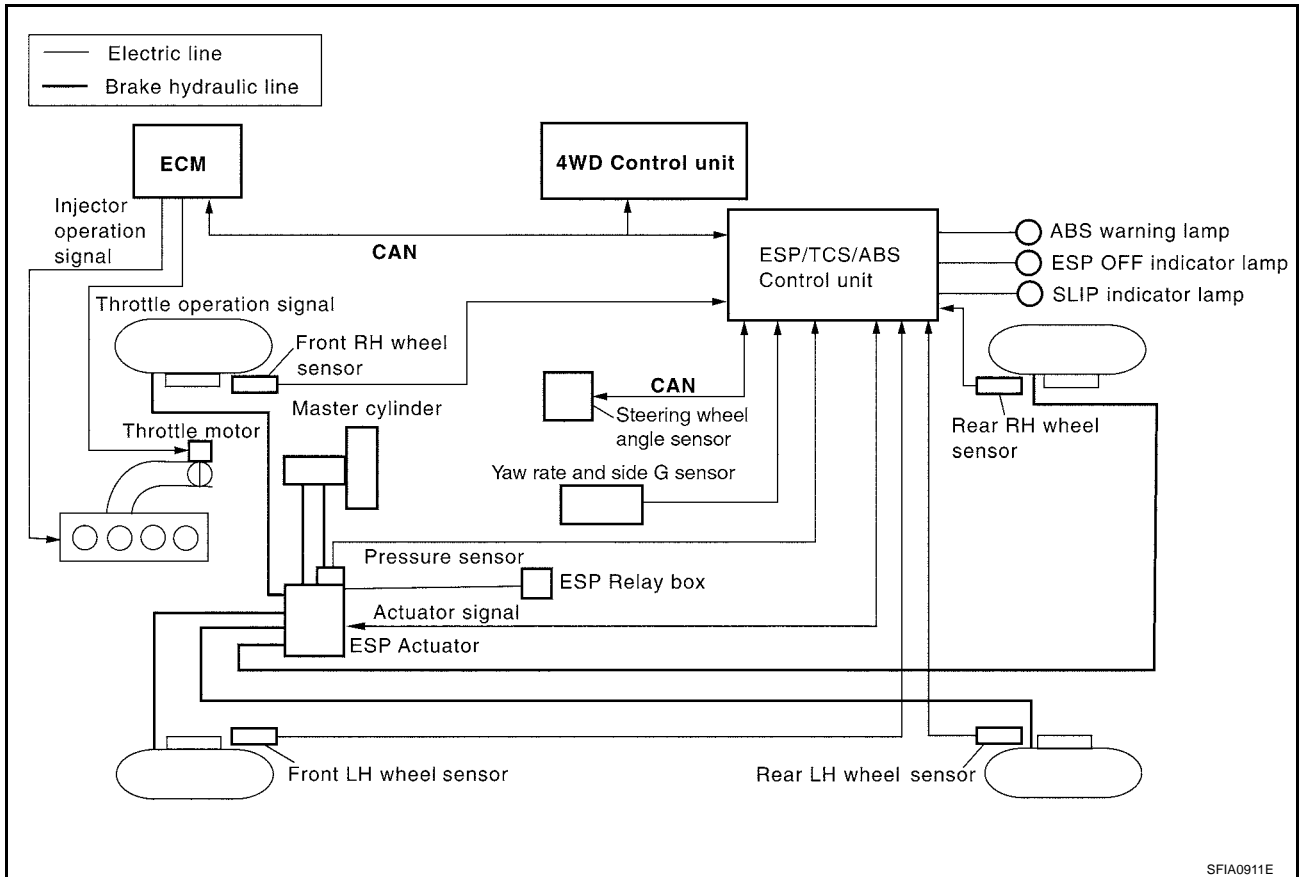 Electric line
Brake hydraulic line
ECM
4WD Control unit
Injector
operation
signal
CAN
ESP/TCS/ABS
Control unit
ABS warning lamp
ESP OFF indicator lamp
SLIP indicator lamp
Throttle operation signal
Front RH wheel
sensor
Master cylinder
CAN
Steering wheel
angle sensor
Rear RH wheel
sensor
Throttle motor
Yaw rate and side G sensor
Pressure sensor
ESP Relay box
Actuator signal
ESP Actuator
Front LH wheel sensor
Rear LH wheel sensor
SFIA0911E